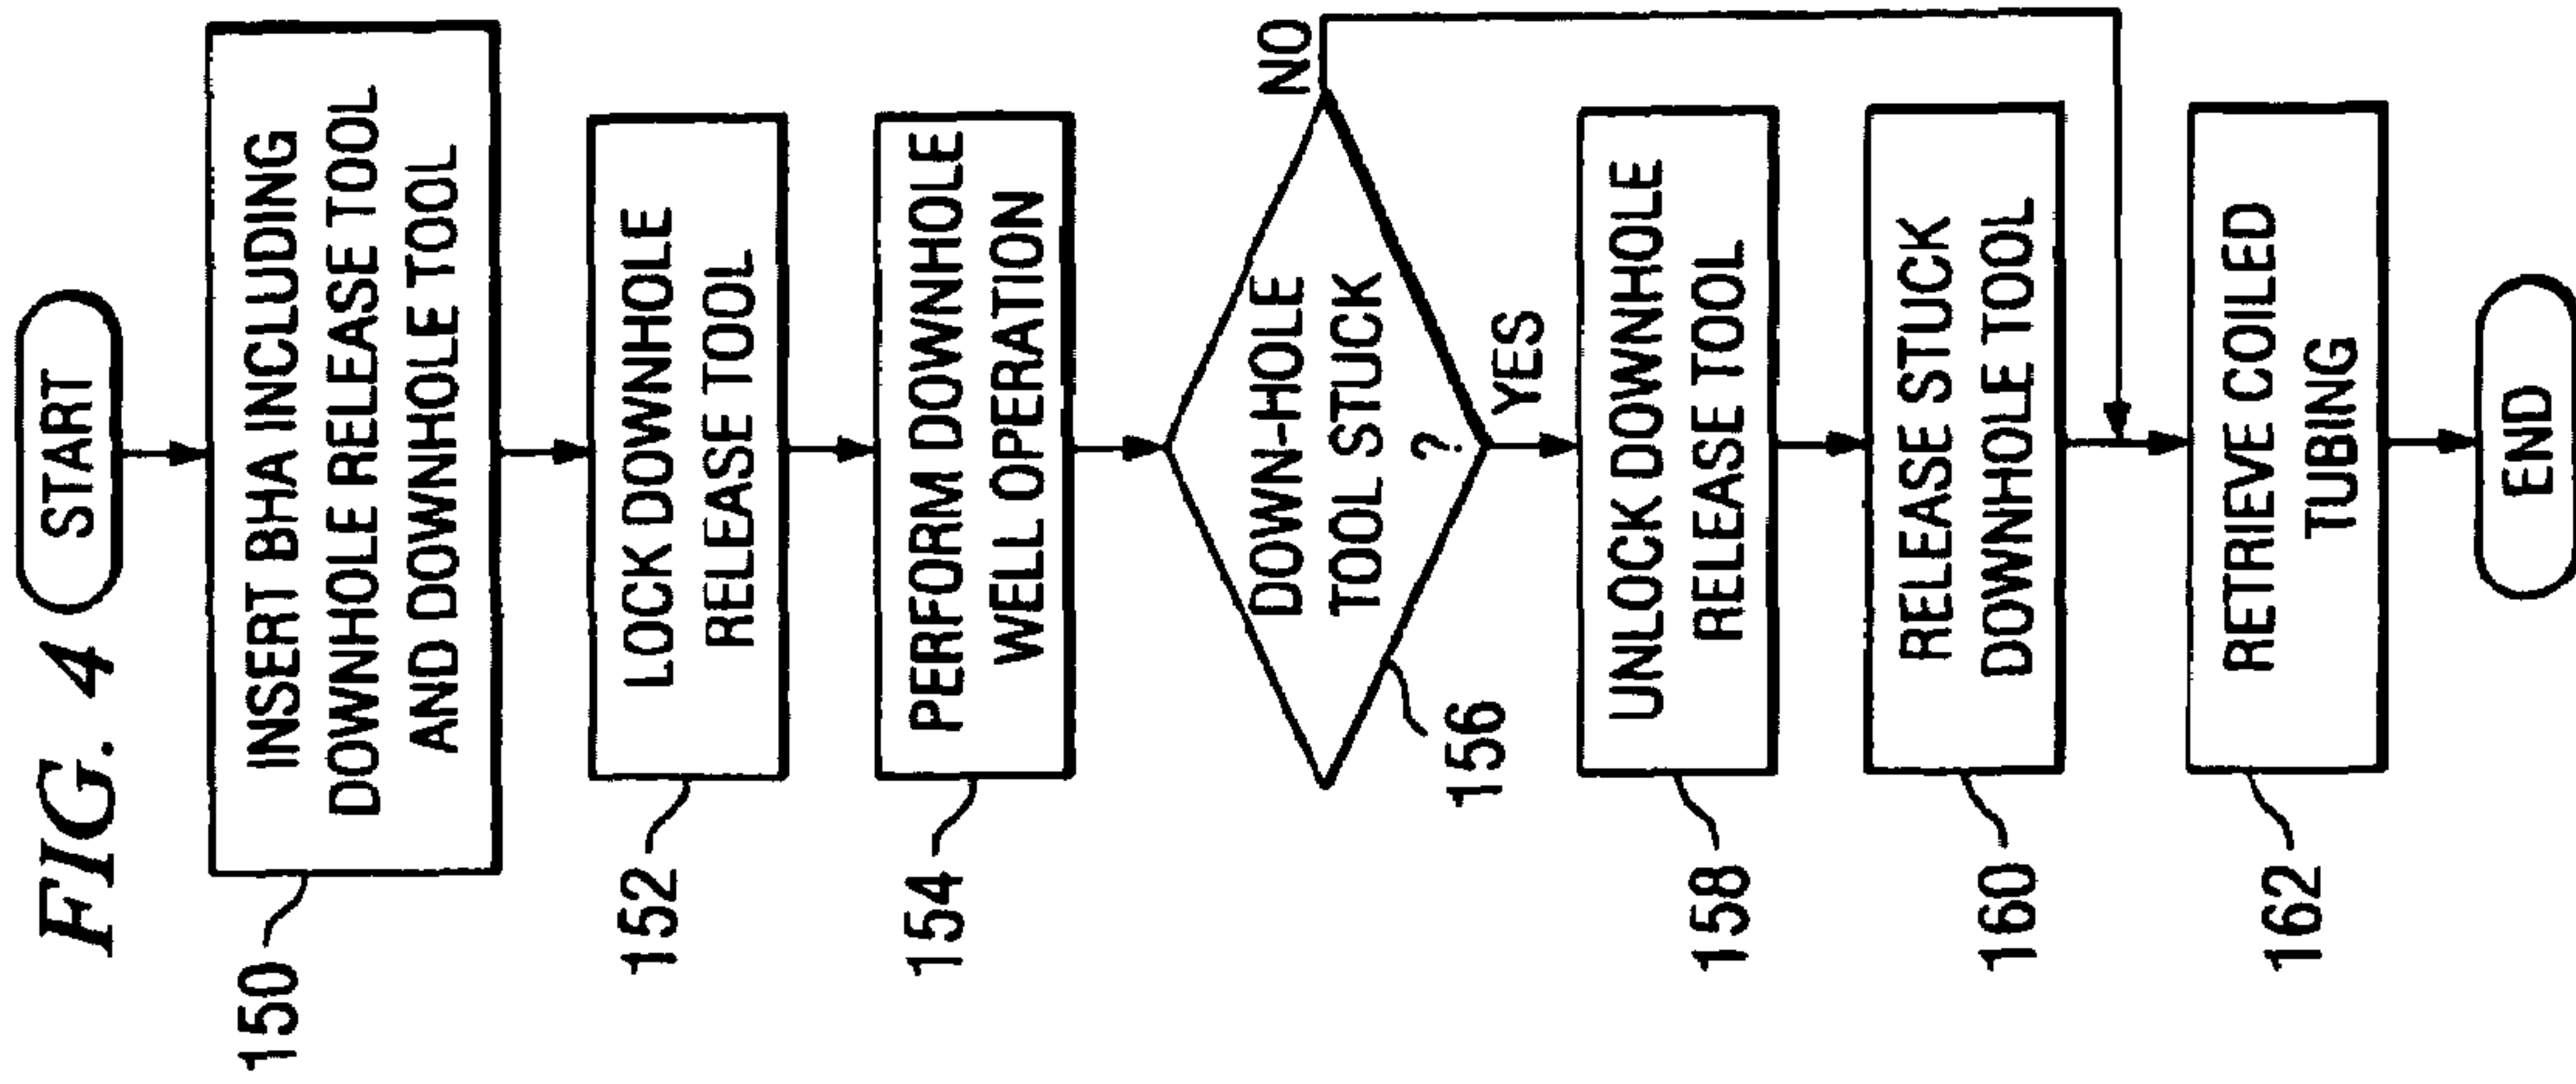 FIG. 4
START
150
INSERT BHA INCLUDING
DOWNHOLE RELEASE TOOL
AND DOWNHOLE TOOL
152
LOCK DOWNHOLE
RELEASE TOOL
154
PERFORM DOWNHOLE
WELL OPERATION
156
DOWN-HOLE
TOOL STUCK
?
NO
YES
158
UNLOCK DOWNHOLE
RELEASE TOOL
160
RELEASE STUCK
DOWNHOLE TOOL
162
RETRIEVE COILED
TUBING
END